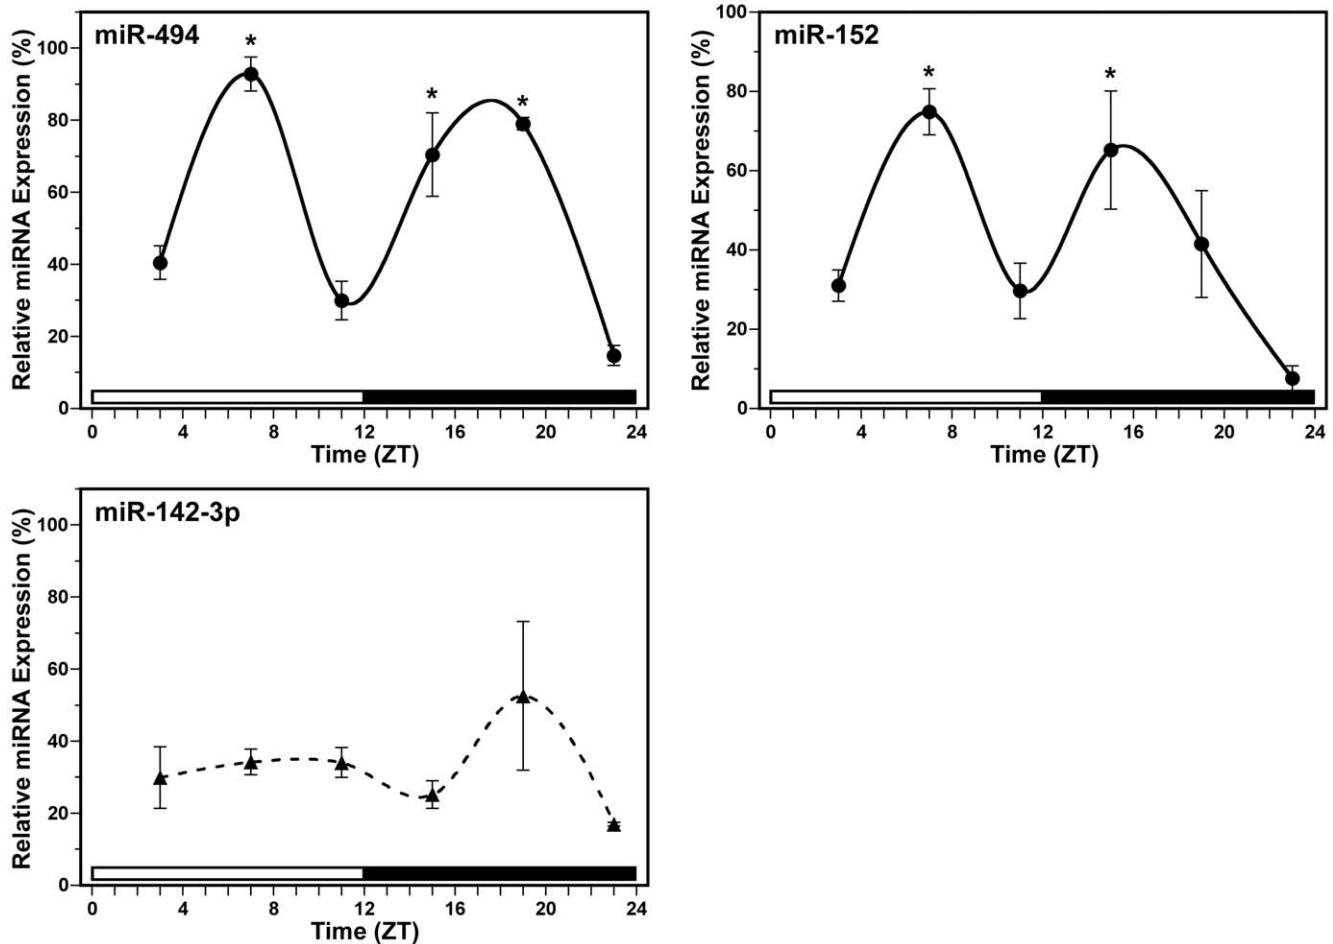 miR-494
Relative miRNA Expression (%)
100
80
60
40
20
0
* * *
0 4 8 12 16 20 24
Time (ZT)
miR-152
Relative miRNA Expression (%)
100
80
60
40
20
0
* *
0 4 8 12 16 20 24
Time (ZT)
miR-142-3p
Relative miRNA Expression (%)
100
80
60
40
20
0
0 4 8 12 16 20 24
Time (ZT)